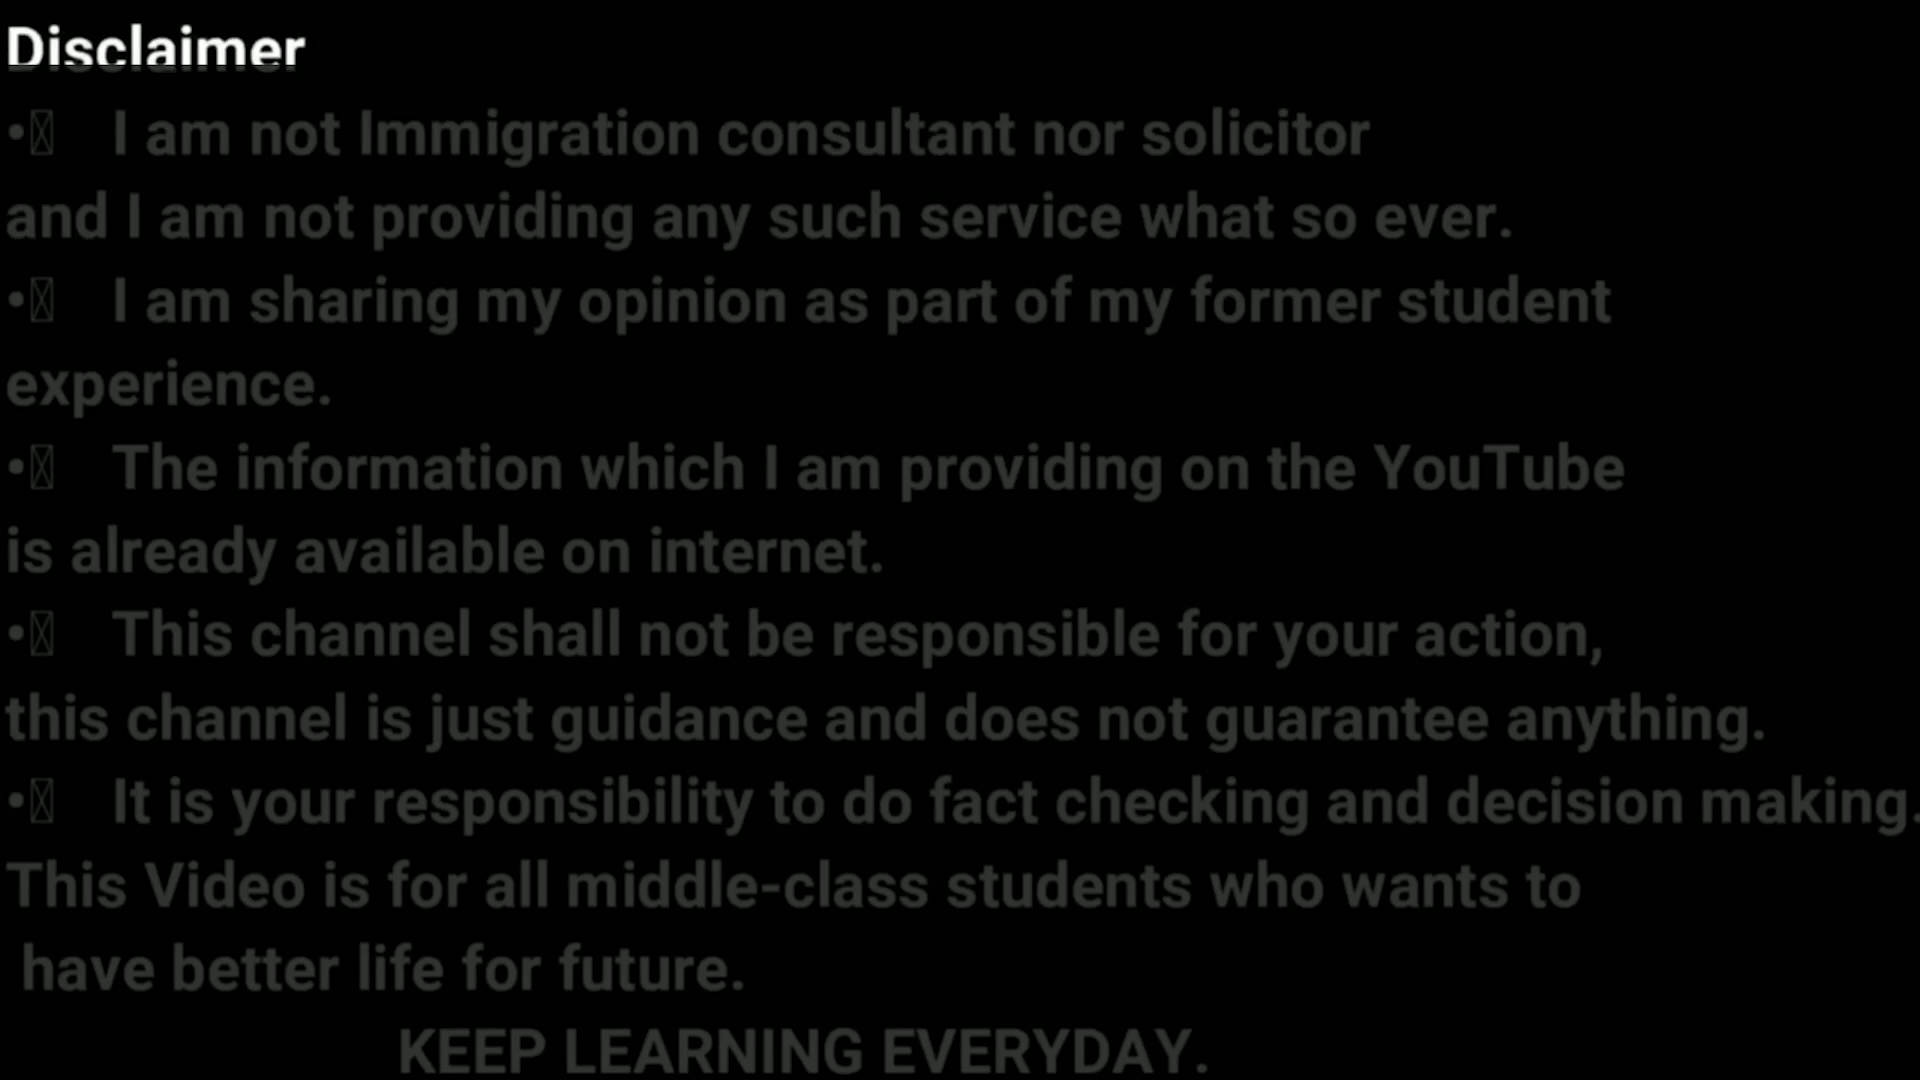 Disclaimer
• I am not Immigration consultant nor solicitor
and I am not providing any such service what so ever.
• I am sharing my opinion as part of my former student
experience.
• The information which I am providing on the YouTube
is already available on internet.
• This channel shall not be responsible for your action,
this channel is just guidance and does not guarantee anything.
• It is your responsibility to do fact checking and decision making.
This Video is for all middle-class students who wants to
have better life for future.
KEEP LEARNING EVERYDAY.